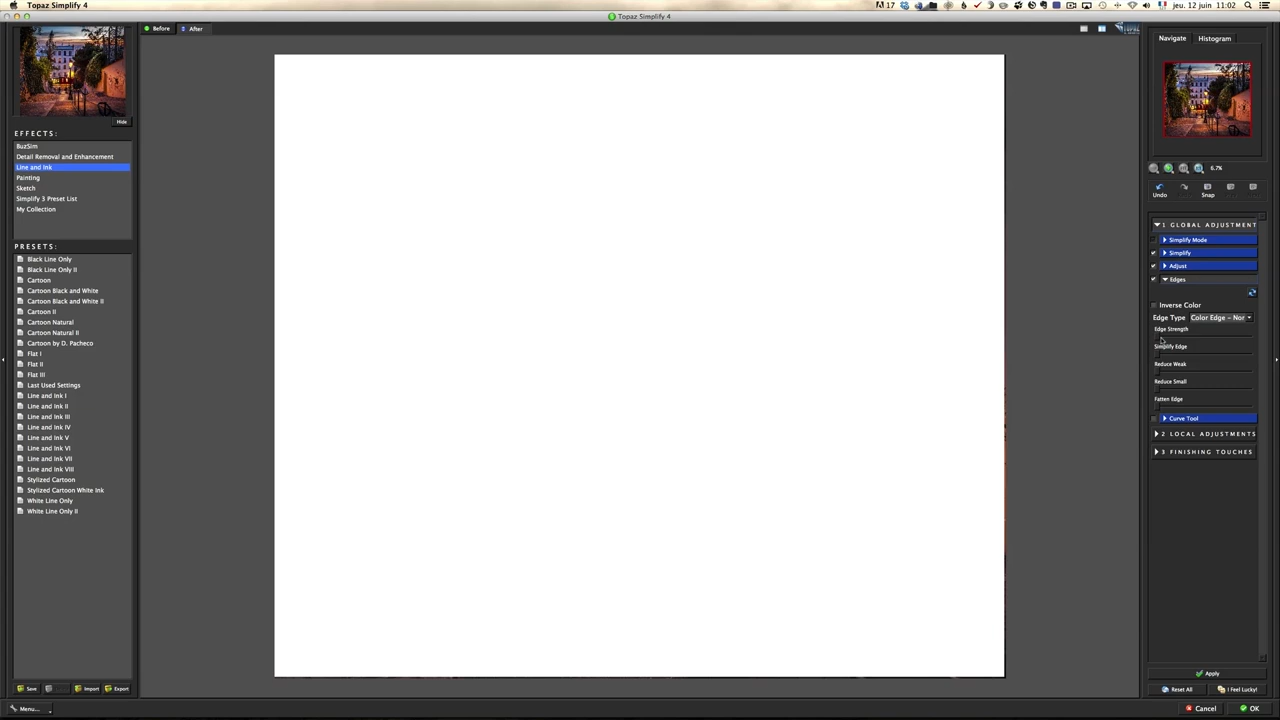 Topaz Simplify 4
17
jeu. 12 juin 11:02
Topaz Simplify 4
Before
After
Navigate
Histogram
Hide
EFFECTS:
BuzSim
Detail Removal and Enhancement
Line and Ink
Painting
Sketch
Simplify 3 Preset List
My Collection
6.7%
Undo
Snap
1 GLOBAL ADJUSTMENT
Simplify Mode
Simplify
Adjust
Edges
Inverse Color
Edge Type
Color Edge - Nor
Edge Strength
Simplify Edge
Reduce Weak
Reduce Small
Fatten Edge
Curve Tool
2 LOCAL ADJUSTMENTS
3 FINISHING TOUCHES
PRESETS:
Black Line Only
Black Line Only II
Cartoon
Cartoon Black and White
Cartoon Black and White II
Cartoon II
Cartoon Natural
Cartoon Natural II
Cartoon by D. Pacheco
Flat I
Flat II
Flat III
Last Used Settings
Line and Ink I
Line and Ink II
Line and Ink III
Line and Ink IV
Line and Ink V
Line and Ink VI
Line and Ink VII
Line and Ink VIII
Stylized Cartoon
Stylized Cartoon White Ink
White Line Only
White Line Only II
Save
Import
Export
Apply
Reset All
I Feel Lucky!
Menu...
Cancel
OK